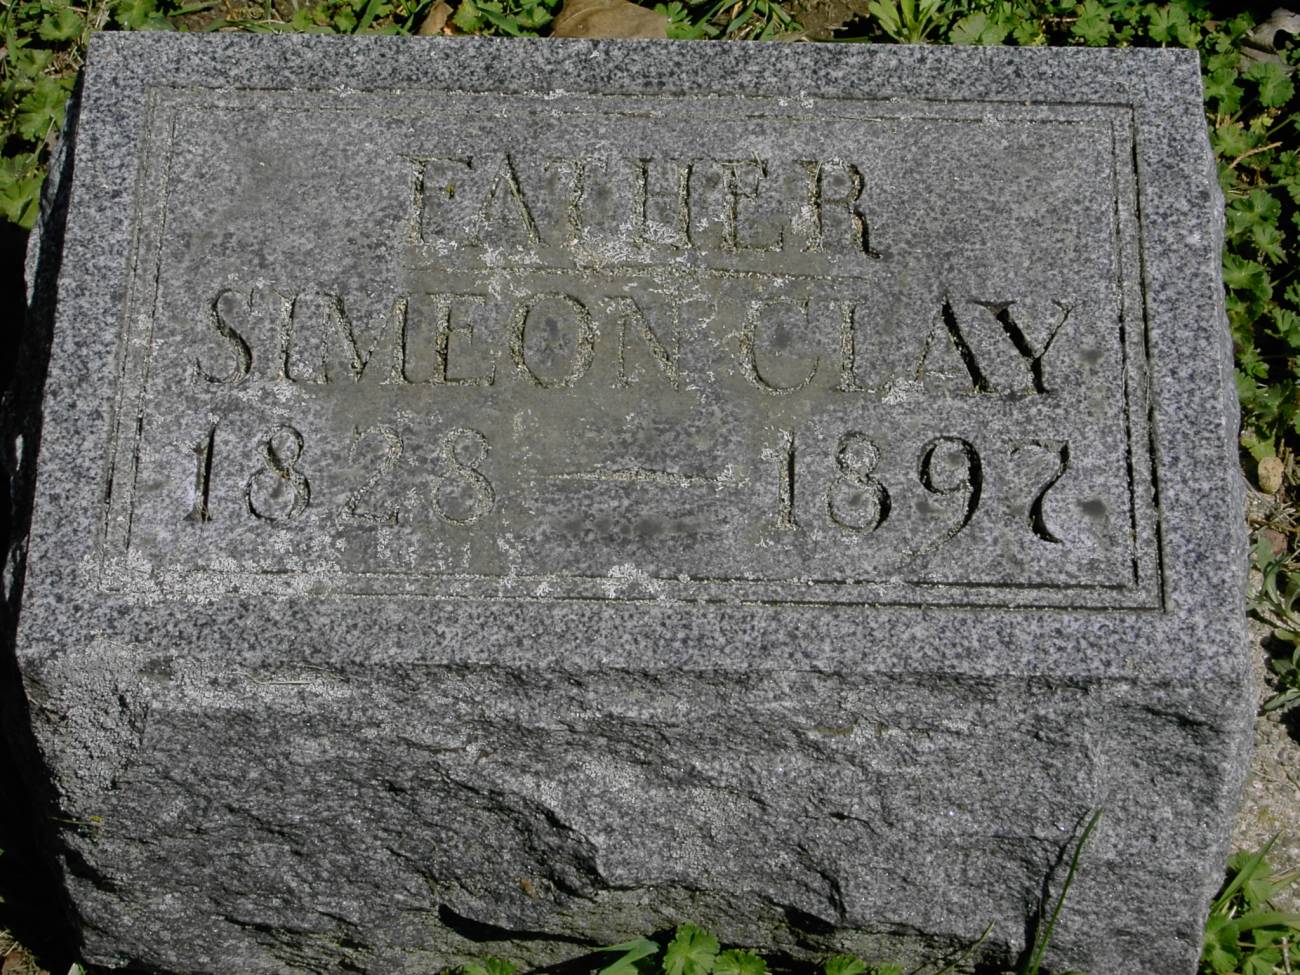 FATHER
SIMEON CLAY
1828 — 1897